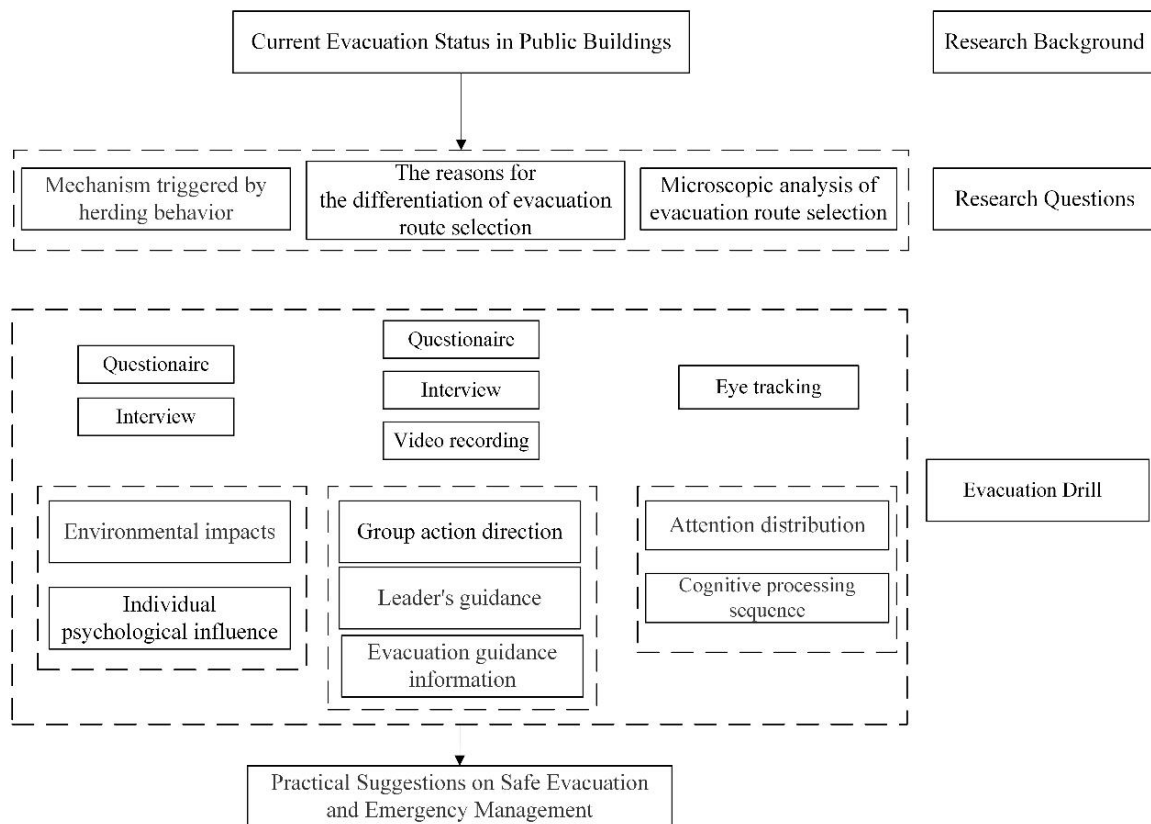 Current Evacuation Status in Public Buildings
Research Background
Mechanism triggered by
herding behavior
The reasons for
the differentiation of evacuation
route selection
Microscopic analysis of
evacuation route selection
Research Questions
Questionaire
Interview
Questionaire
Interview
Video recording
Eye tracking
Evacuation Drill
Environmental impacts
Individual
psychological influence
Group action direction
Leader's guidance
Evacuation guidance
information
Attention distribution
Cognitive processing
sequence
Practical Suggestions on Safe Evacuation
and Emergency Management